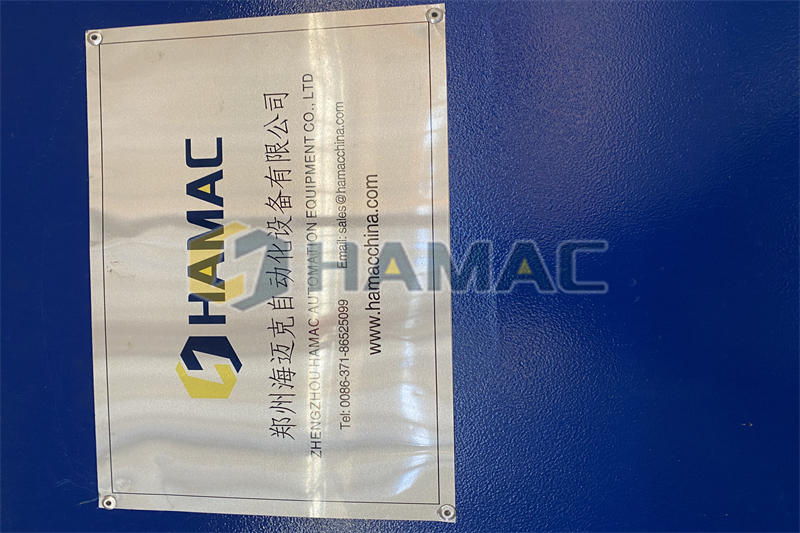 HAMAC
郑州海迈克自动化设备有限公司
ZHENGZHOU HAMAC AUTOMATION EQUIPMENT CO., LTD
Tel: 0086-371-86525099 Email: sales@hamacchina.com
www.hamacchina.com
HAMAC